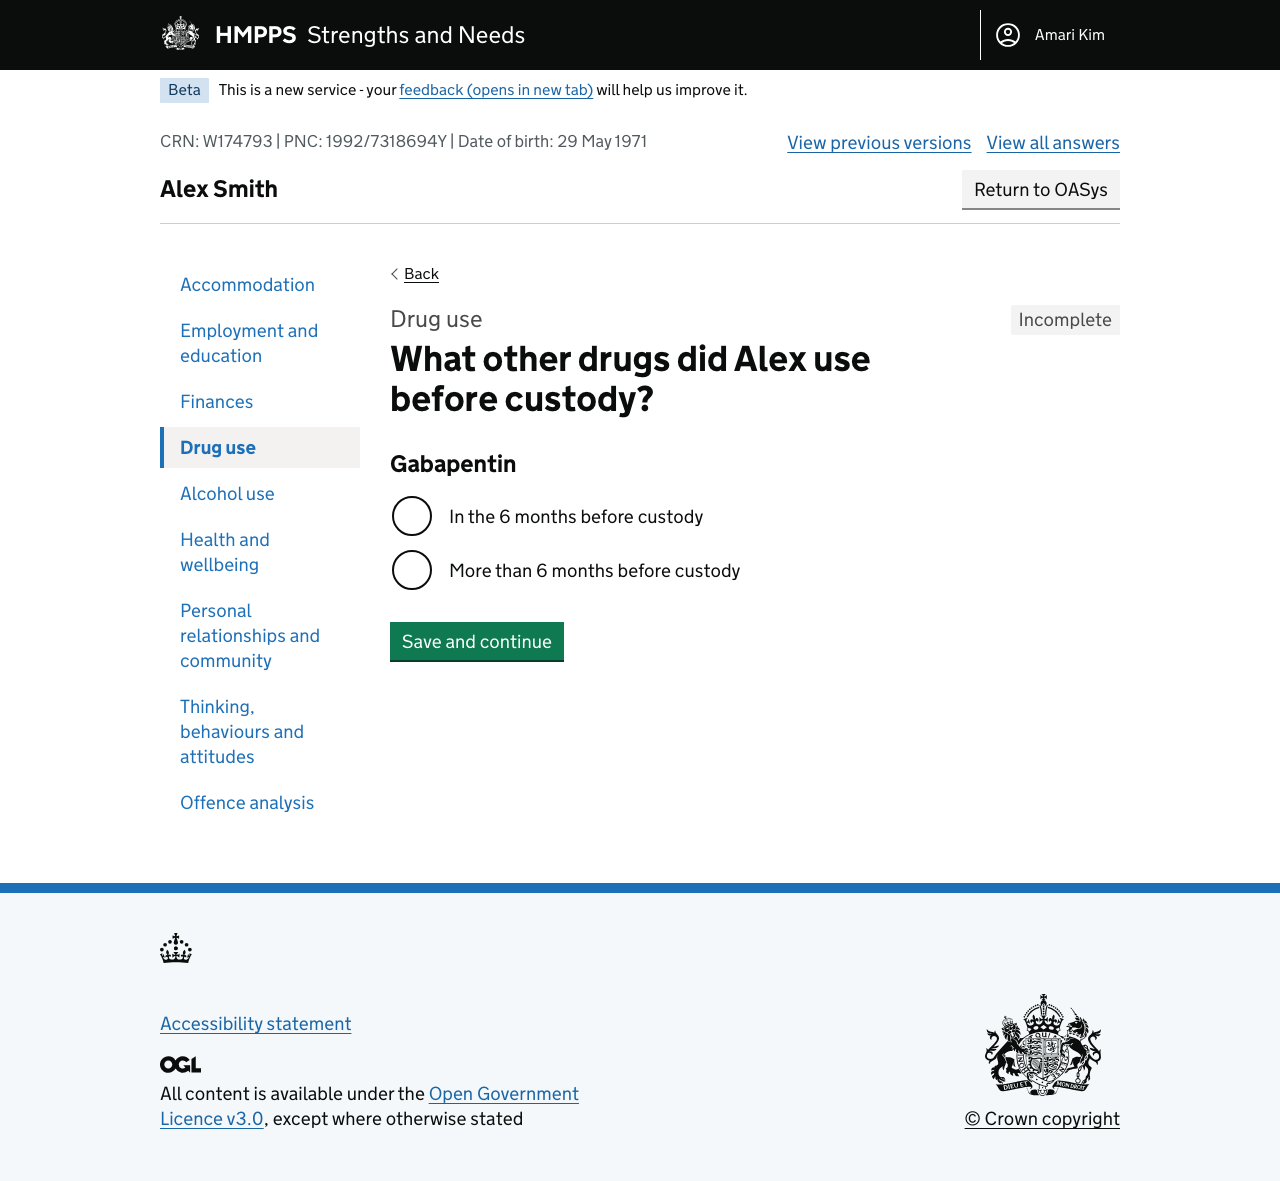 HMPPS Strengths and Needs
Amari Kim
Beta
This is a new service - your feedback (opens in new tab) will help us improve it.
CRN: W174793 | PNC: 1992/7318694Y | Date of birth: 29 May 1971
View previous versions
View all answers
Alex Smith
Return to OASys
Accommodation
Employment and
education
Finances
Drug use
Alcohol use
Health and
wellbeing
Personal
relationships and
community
Thinking,
behaviours and
attitudes
Offence analysis
Back
Drug use
Incomplete
What other drugs did Alex use
before custody?
Gabapentin
In the 6 months before custody
More than 6 months before custody
Save and continue
Accessibility statement
OGL
All content is available under the Open Government
Licence v3.0, except where otherwise stated
DIEU ET MON DROIT
© Crown copyright